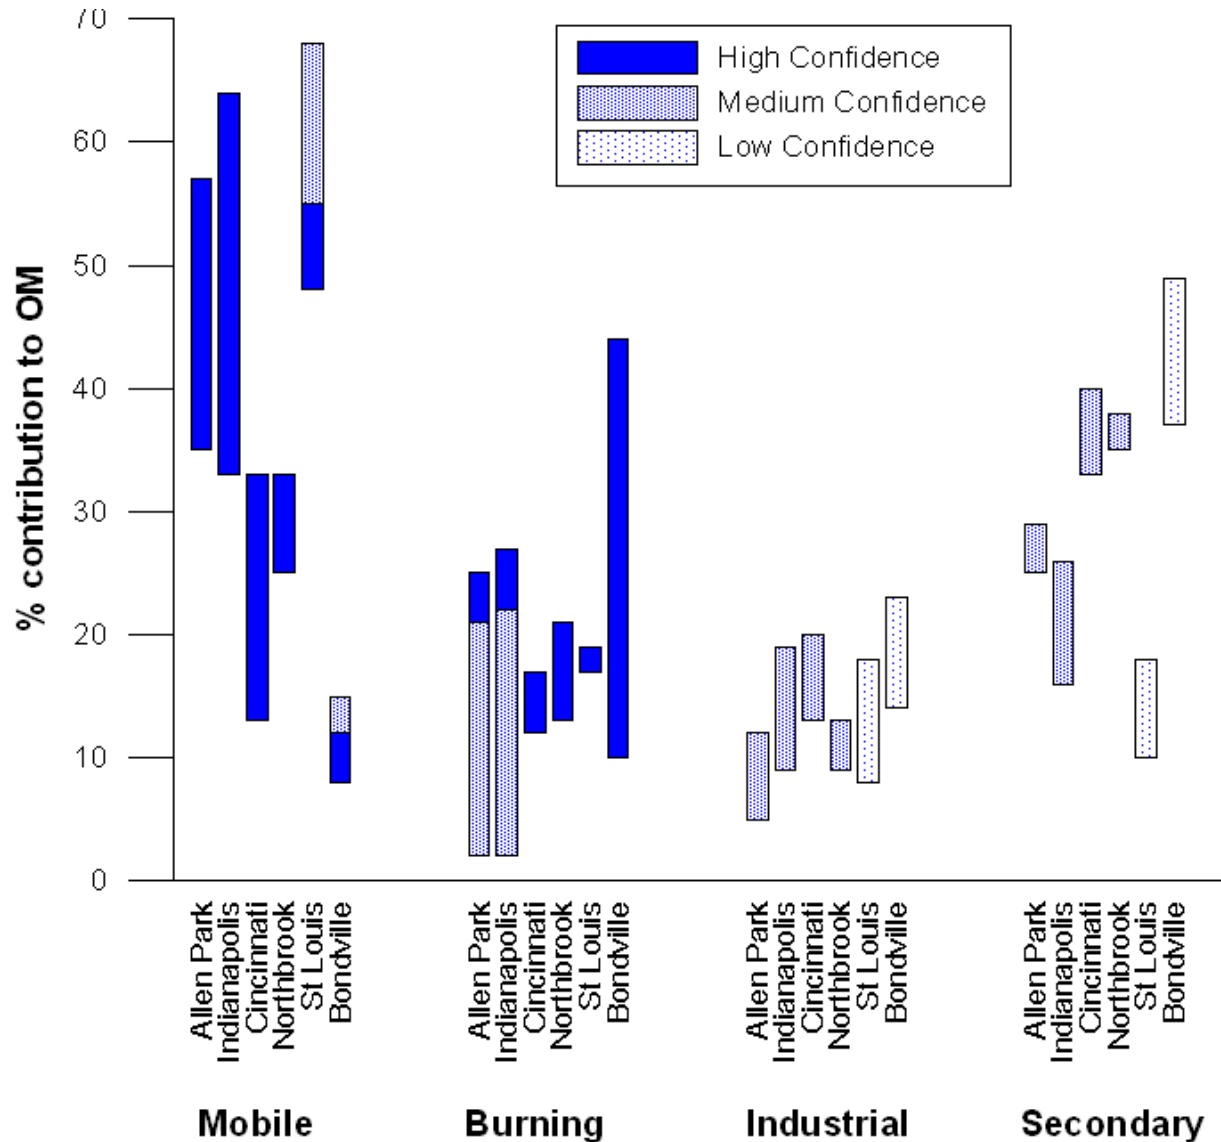 70
60
50
40
30
20
10
0
% contribution to OM
High Confidence
Medium Confidence
Low Confidence
Allen Park
Indianapolis
Cincinnati
Northbrook
St Louis
Bondville
Allen Park
Indianapolis
Cincinnati
Northbrook
St Louis
Bondville
Allen Park
Indianapolis
Cincinnati
Northbrook
St Louis
Bondville
Allen Park
Indianapolis
Cincinnati
Northbrook
St Louis
Bondville
Mobile
Burning
Industrial
Secondary